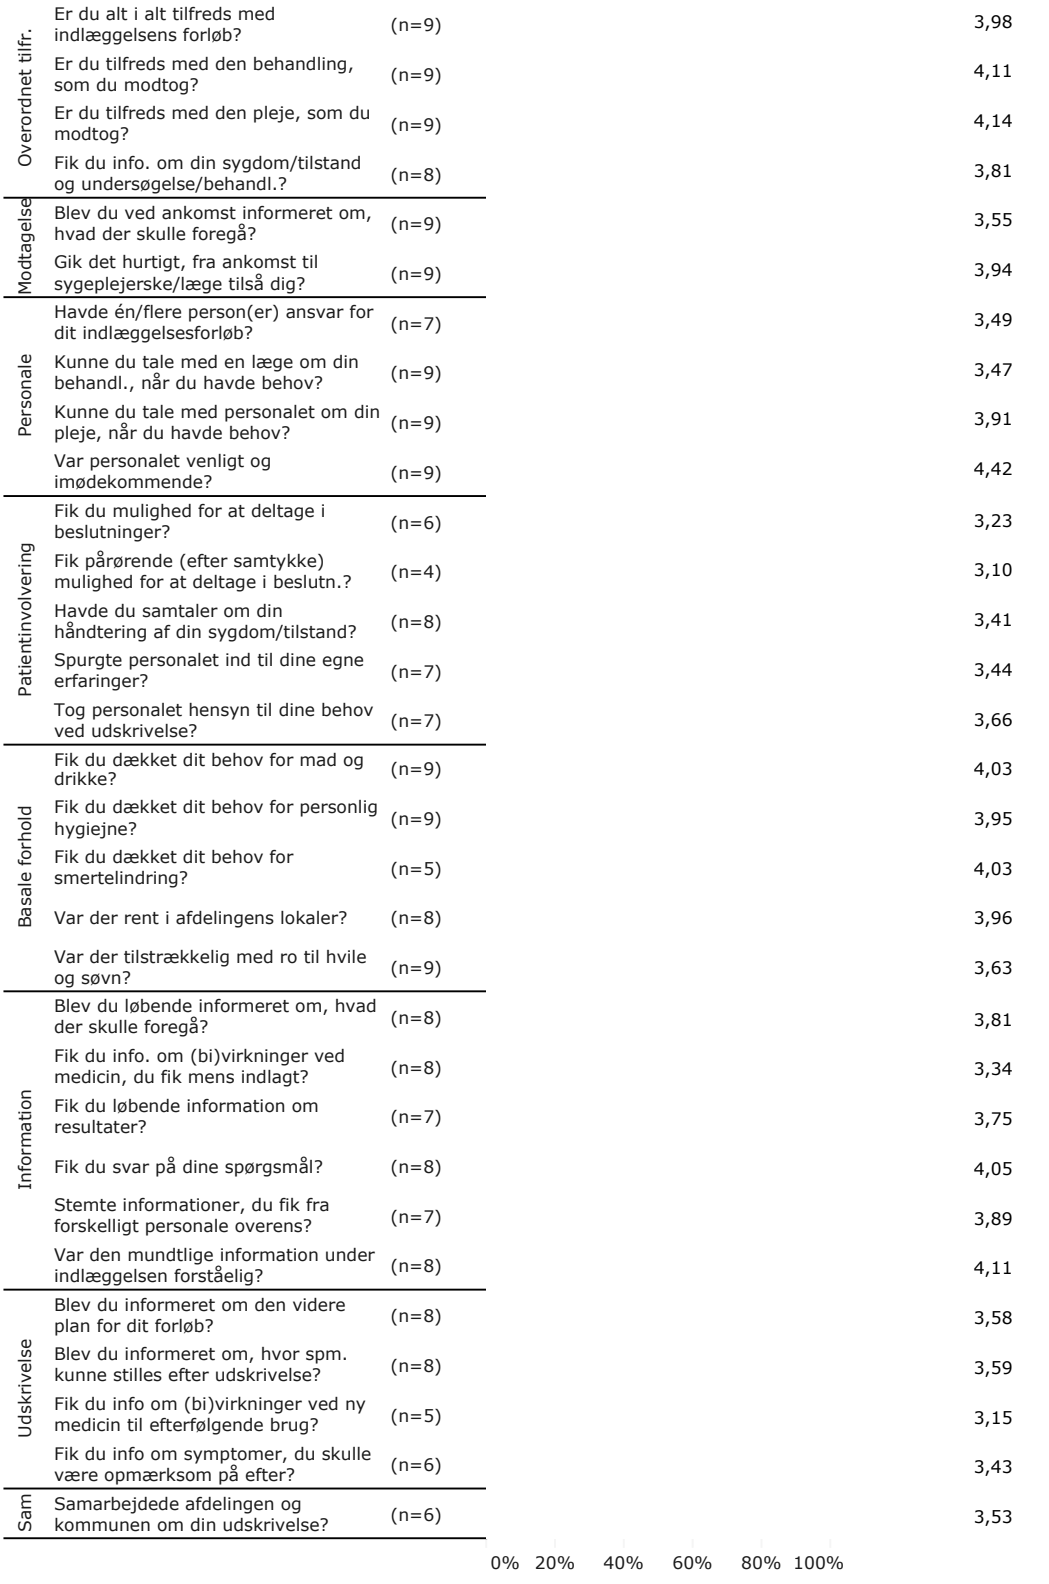 Overordnet tilfr.
Er du alt i alt tilfreds med
indlæggelsens forløb?
(n=9)
3,98
Er du tilfreds med den behandling,
som du modtog?
(n=9)
4,11
Er du tilfreds med den pleje, som du
modtog?
(n=9)
4,14
Fik du info. om din sygdom/tilstand
og undersøgelse/behandl.?
(n=8)
3,81
Modtagelse
Blev du ved ankomst informeret om,
hvad der skulle foregå?
(n=9)
3,55
Gik det hurtigt, fra ankomst til
sygeplejerske/læge tilså dig?
(n=9)
3,94
Personale
Havde én/flere person(er) ansvar for
dit indlæggelsesforløb?
(n=7)
3,49
Kunne du tale med en læge om din
behandl., når du havde behov?
(n=9)
3,47
Kunne du tale med personalet om din
pleje, når du havde behov?
(n=9)
3,91
Var personalet venligt og
imødekommende?
(n=9)
4,42
Patientinvolvering
Fik du mulighed for at deltage i
beslutninger?
(n=6)
3,23
Fik pårørende (efter samtykke)
mulighed for at deltage i beslutn.?
(n=4)
3,10
Havde du samtaler om din
håndtering af din sygdom/tilstand?
(n=8)
3,41
Spurgte personalet ind til dine egne
erfaringer?
(n=7)
3,44
Tog personalet hensyn til dine behov
ved udskrivelse?
(n=7)
3,66
Basale forhold
Fik du dækket dit behov for mad og
drikke?
(n=9)
4,03
Fik du dækket dit behov for personlig
hygiejne?
(n=9)
3,95
Fik du dækket dit behov for
smertelindring?
(n=5)
4,03
Var der rent i afdelingens lokaler?
(n=8)
3,96
Var der tilstrækkelig med ro til hvile
og søvn?
(n=9)
3,63
Information
Blev du løbende informeret om, hvad
der skulle foregå?
(n=8)
3,81
Fik du info. om (bi)virkninger ved
medicin, du fik mens indlagt?
(n=8)
3,34
Fik du løbende information om
resultater?
(n=7)
3,75
Fik du svar på dine spørgsmål?
(n=8)
4,05
Stemte informationer, du fik fra
forskelligt personale overens?
(n=7)
3,89
Var den mundtlige information under
indlæggelsen forståelig?
(n=8)
4,11
Udskrivelse
Blev du informeret om den videre
plan for dit forløb?
(n=8)
3,58
Blev du informeret om, hvor spm.
kunne stilles efter udskrivelse?
(n=8)
3,59
Fik du info om (bi)virkninger ved ny
medicin til efterfølgende brug?
(n=5)
3,15
Fik du info om symptomer, du skulle
være opmærksom på efter?
(n=6)
3,43
Sam
Samarbejdede afdelingen og
kommunen om din udskrivelse?
(n=6)
3,53
0% 20% 40% 60% 80% 100%